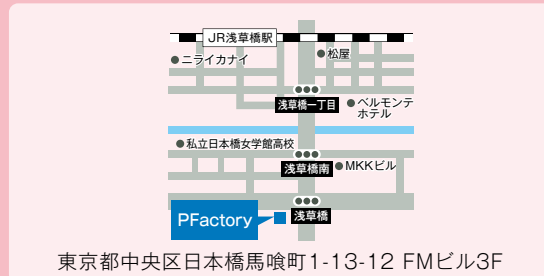 JR浅草橋駅
ニライカナイ
松屋
浅草橋一丁目
ベルモンテ
ホテル
私立日本橋女学館高校
浅草橋南
MKKビル
PFactory
浅草橋
東京都中央区日本橋馬喰町1-13-12 FMビル3F